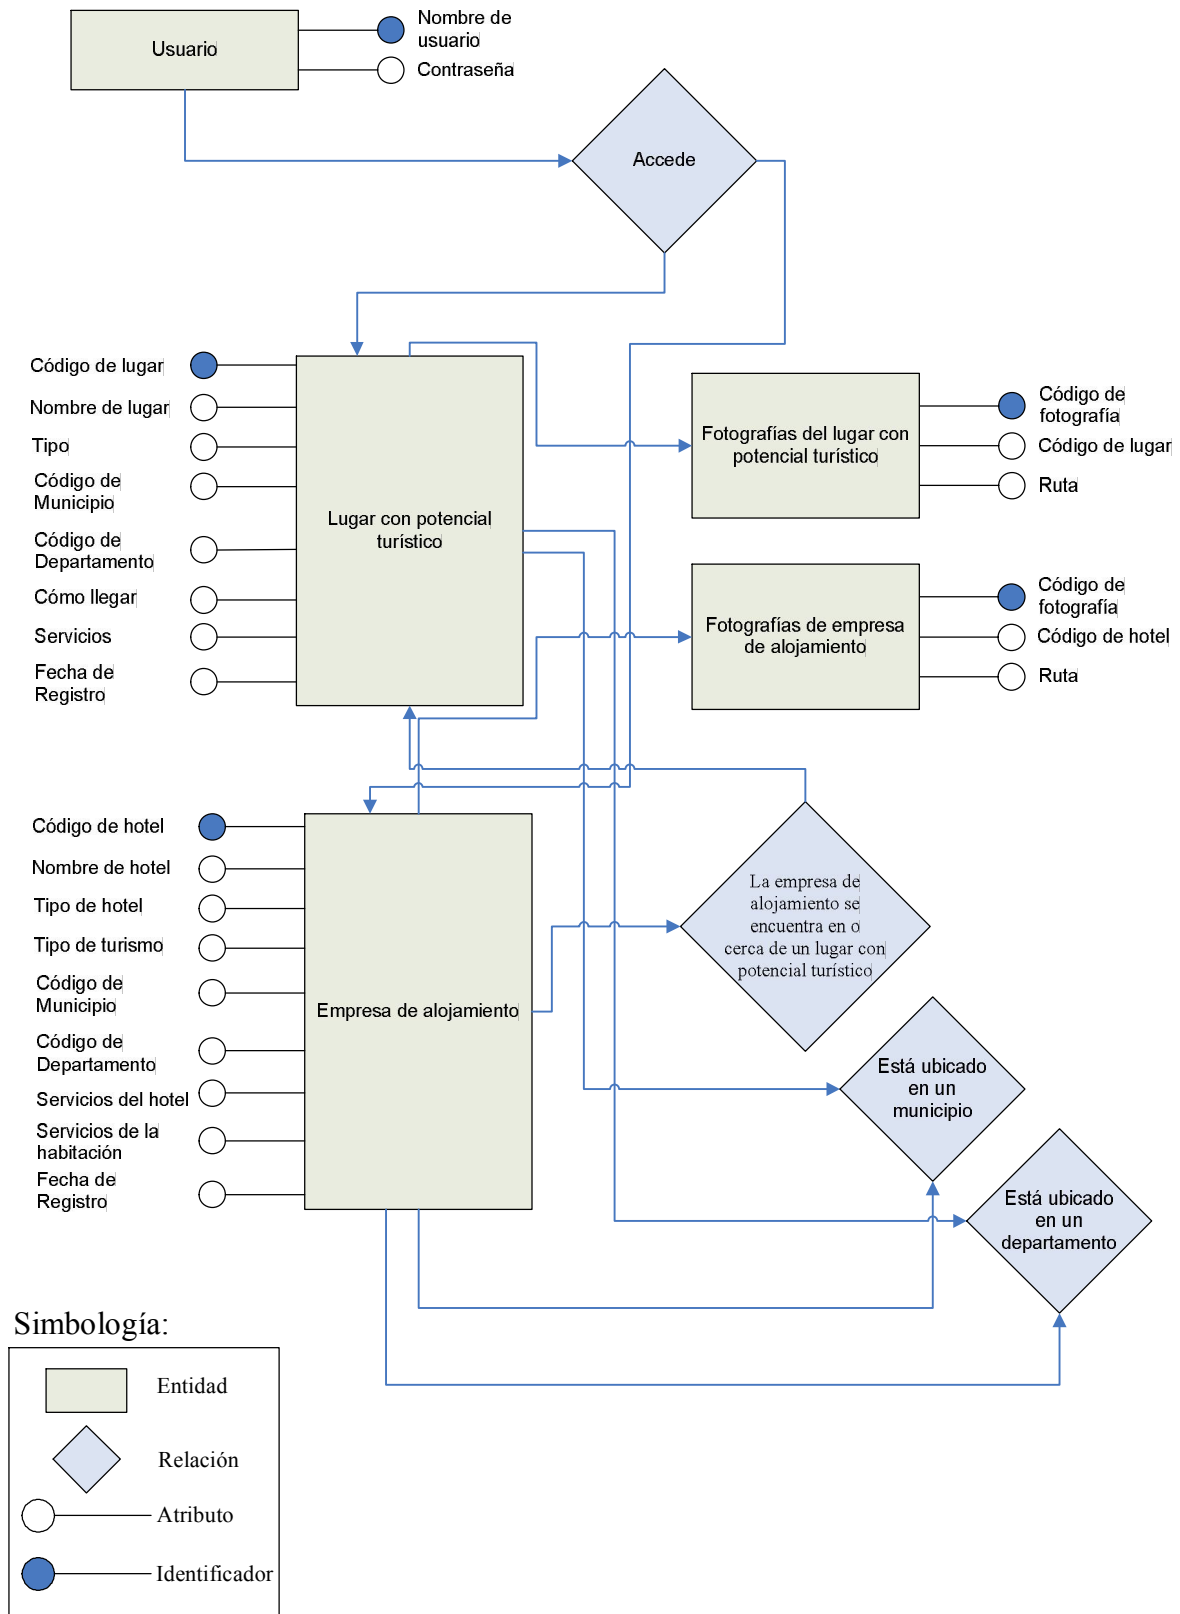 Usuario
Nombre de
usuario
Contraseña
Accede
Código de lugar
Nombre de lugar
Tipo
Código de
Municipio
Código de
Departamento
Cómo llegar
Servicios
Fecha de
Registro
Lugar con potencial
turístico
Fotografías del lugar con
potencial turístico
Código de
fotografía
Código de lugar
Ruta
Fotografías de empresa
de alojamiento
Código de
fotografía
Código de hotel
Ruta
Código de hotel
Nombre de hotel
Tipo de hotel
Tipo de turismo
Código de
Municipio
Código de
Departamento
Servicios del hotel
Servicios de la
habitación
Fecha de
Registro
Empresa de alojamiento
La empresa de
alojamiento se
encuentra en o
cerca de un lugar con
potencial turístico
Está ubicado
en un
municipio
Está ubicado
en un
departamento
Simbología:
Entidad
Relación
Atributo
Identificador